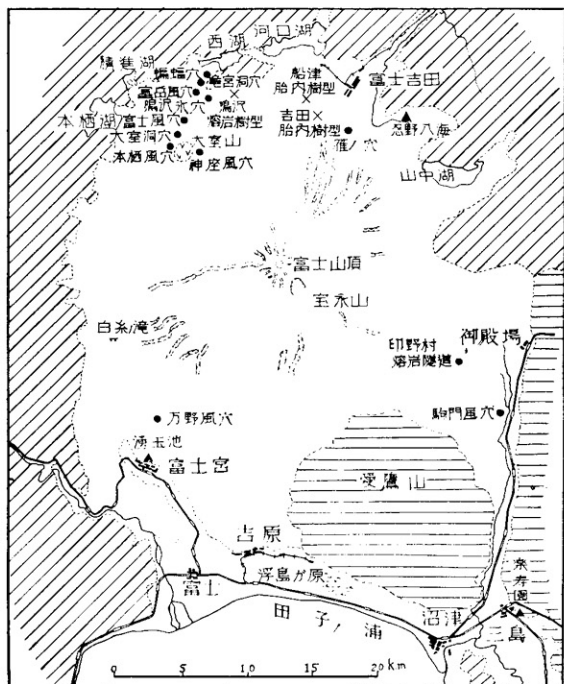 西湖
河口湖
精進湖
本栖湖
蝙蝠穴
竜宮洞穴
富岳風穴
鳴沢氷穴
鳴沢
熔岩樹型
富士風穴
大室洞穴
大室山
本栖風穴
神座風穴
船津
胎内樹型
吉田
胎内樹型
富士吉田
雁ノ穴
忍野八海
山中湖
富士山頂
宝永山
白糸滝
印野村
熔岩隧道
御殿場
駒門風穴
万野風穴
湧玉池
富士宮
愛鷹山
吉原
富士
浮島が原
田子ノ浦
沼津
楽寿園
三島
0 5 10 20 km